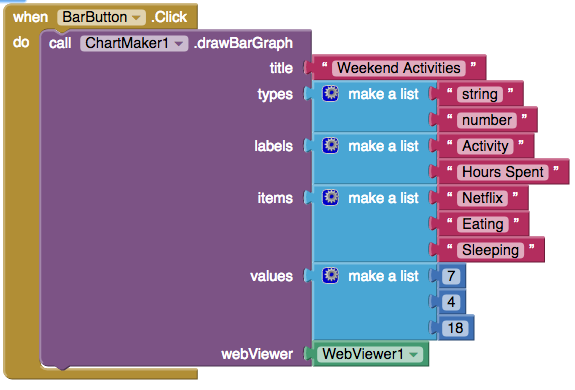 when BarButton .Click
do call ChartMaker1 .drawBarGraph
title " Weekend Activities "
types make a list " string "
" number "
labels make a list " Activity "
" Hours Spent "
items make a list " Netflix "
" Eating "
" Sleeping "
values make a list 7
4
18
webViewer WebViewer1